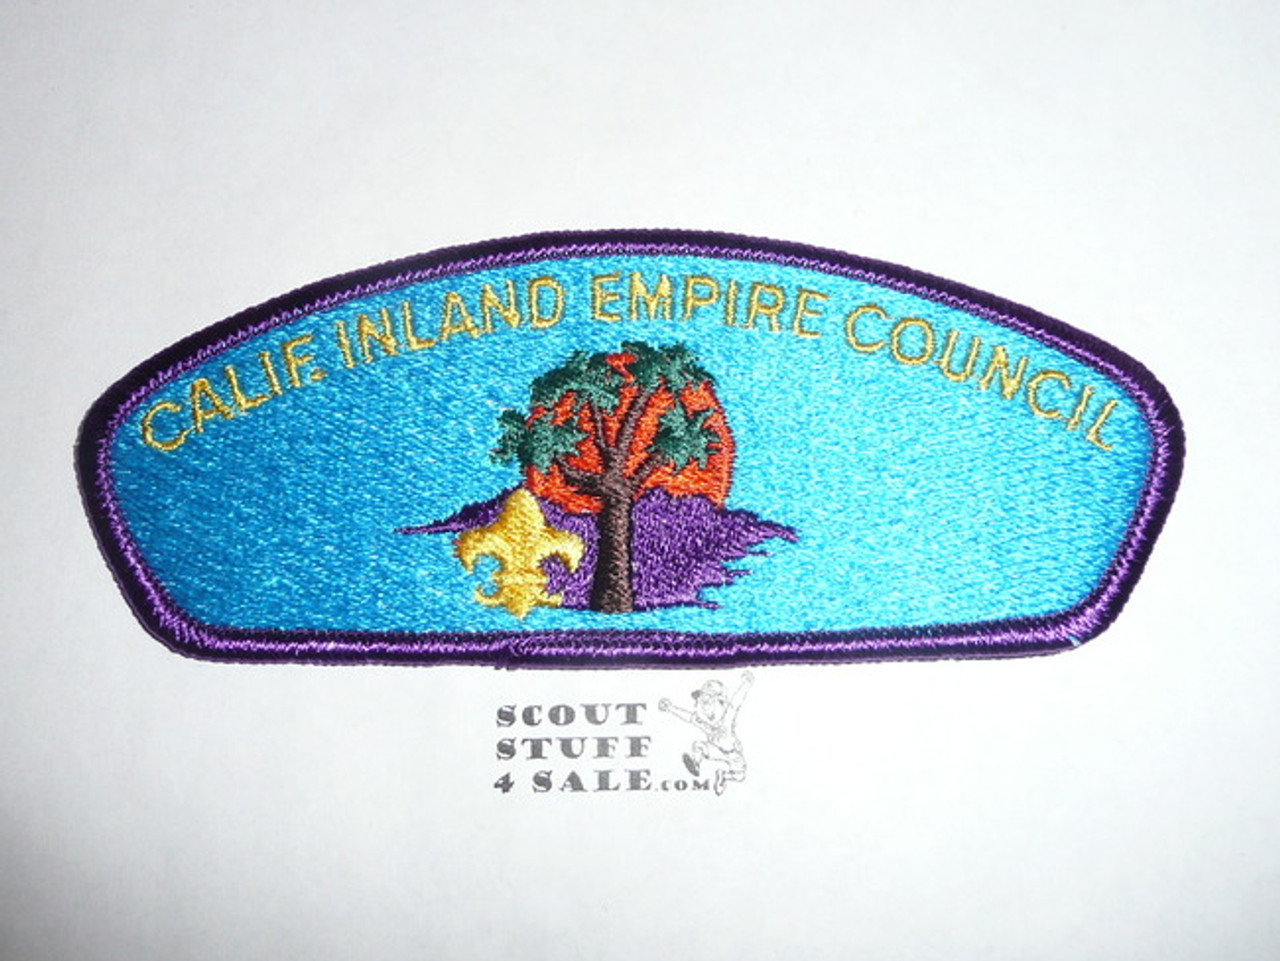 CALIF. INLAND EMPIRE COUNCIL
SCOUT
STUFF
4 SALE.COM